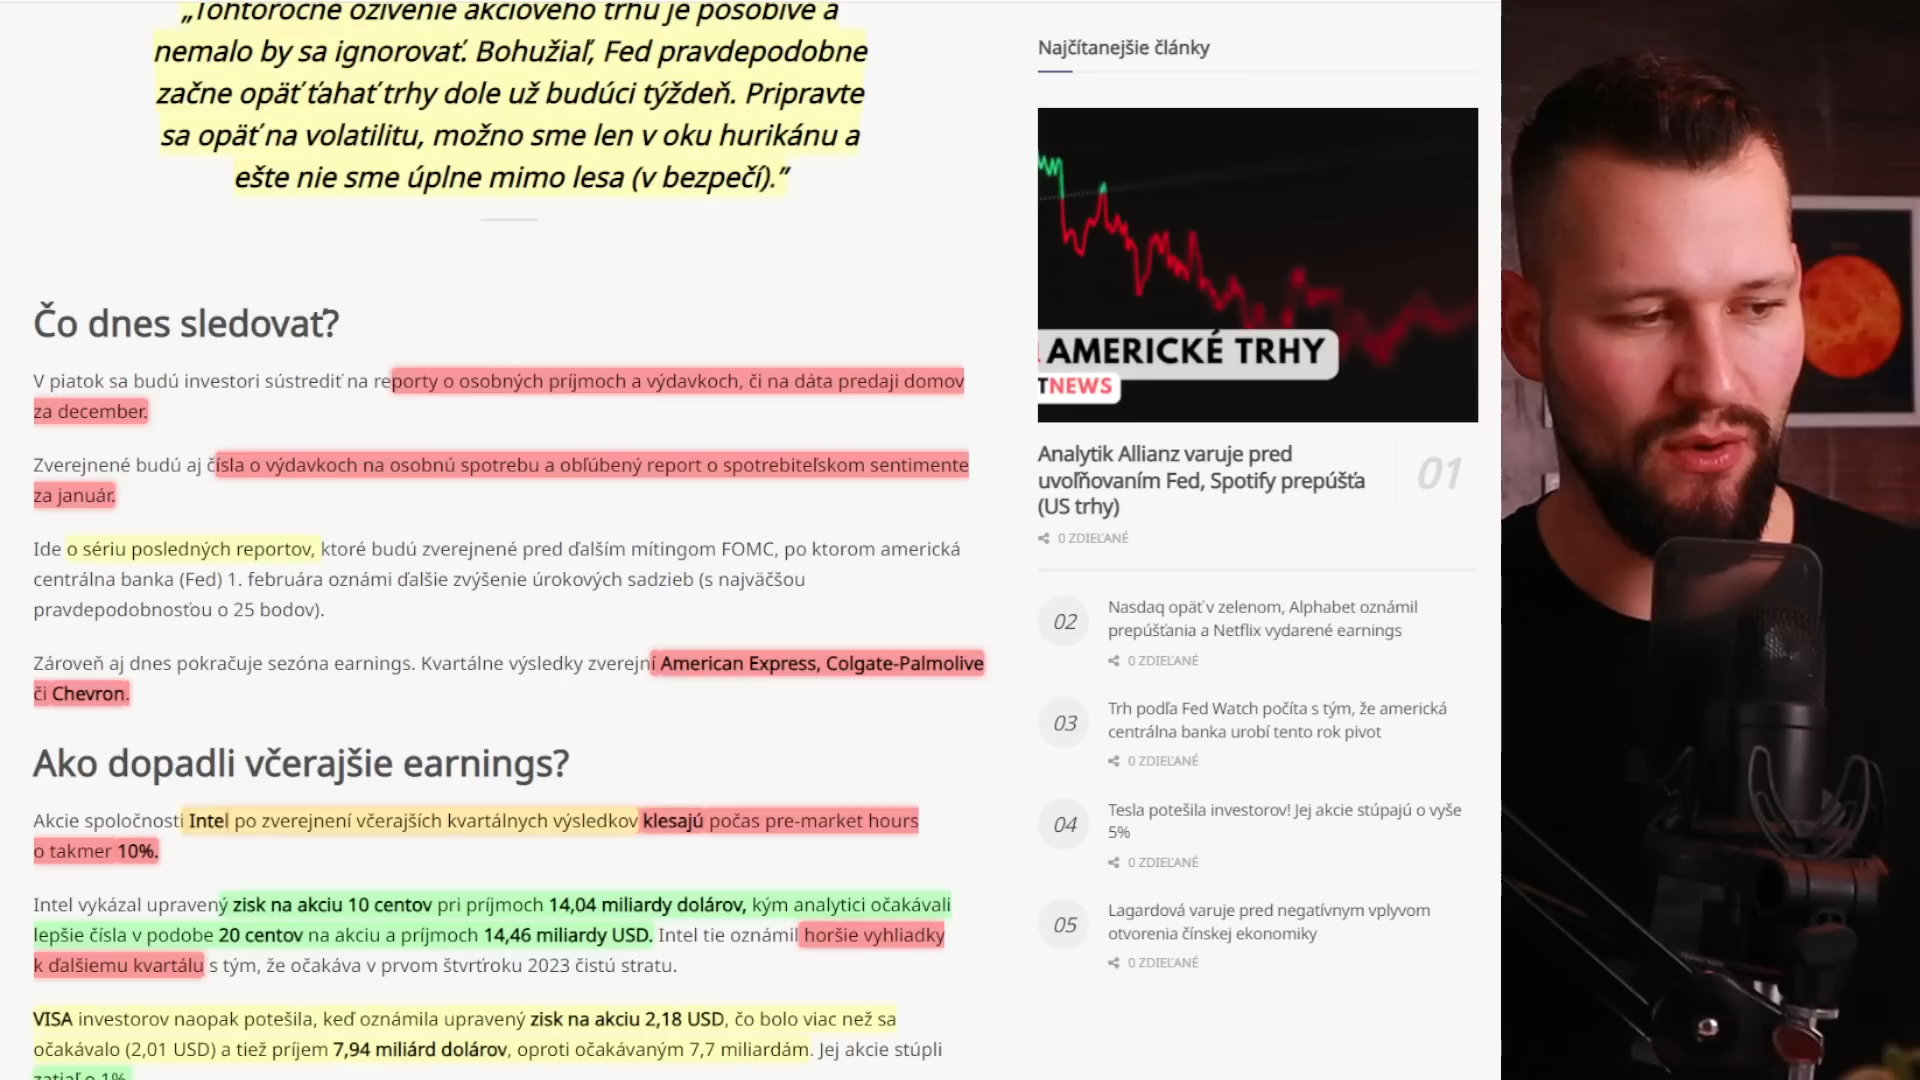 „Tohtoročné oživenie akciového trhu je pôsobivé a
nemalo by sa ignorovať. Bohužiaľ, Fed pravdepodobne
začne opäť ťahať trhy dole už budúci týždeň. Pripravte
sa opäť na volatilitu, možno sme len v oku hurikánu a
ešte nie sme úplne mimo lesa (v bezpečí).”
Čo dnes sledovať?
V piatok sa budú investori sústrediť na reporty o osobných príjmoch a výdavkoch, či na dáta predaji domov
za december.
Zverejnené budú aj čísla o výdavkoch na osobnú spotrebu a obľúbený report o spotrebiteľskom sentimente
za január.
Ide o sériu posledných reportov, ktoré budú zverejnené pred ďalším mítingom FOMC, po ktorom americká
centrálna banka (Fed) 1. februára oznámi ďalšie zvýšenie úrokových sadzieb (s najväčšou
pravdepodobnosťou o 25 bodov).
Zároveň aj dnes pokračuje sezóna earnings. Kvartálne výsledky zverejní American Express, Colgate-Palmolive
či Chevron.
Ako dopadli včerajšie earnings?
Akcie spoločnosti Intel po zverejnení včerajších kvartálnych výsledkov klesajú počas pre-market hours
o takmer 10%.
Intel vykázal upravený zisk na akciu 10 centov pri príjmoch 14,04 miliardy dolárov, kým analytici očakávali
lepšie čísla v podobe 20 centov na akciu a príjmoch 14,46 miliardy USD. Intel tie oznámil horšie vyhliadky
k ďalšiemu kvartálu s tým, že očakáva v prvom štvrťroku 2023 čistú stratu.
VISA investorov naopak potešila, keď oznámila upravený zisk na akciu 2,18 USD, čo bolo viac než sa
očakávalo (2,01 USD) a tiež príjem 7,94 miliárd dolárov, oproti očakávaným 7,7 miliardám. Jej akcie stúpli
zatiaľ o 1%.
Najčítanejšie články
AMERICKÉ TRHY
TNEWS
Analytik Allianz varuje pred
uvoľňovaním Fed, Spotify prepúšťa
(US trhy)
01
0 ZDIEĽANÉ
02
Nasdaq opäť v zelenom, Alphabet oznámil
prepúšťania a Netflix vydarené earnings
0 ZDIEĽANÉ
03
Trh podľa Fed Watch počíta s tým, že americká
centrálna banka urobí tento rok pivot
0 ZDIEĽANÉ
04
Tesla potešila investorov! Jej akcie stúpajú o vyše
5%
0 ZDIEĽANÉ
05
Lagardová varuje pred negatívnym vplyvom
otvorenia čínskej ekonomiky
0 ZDIEĽANÉ